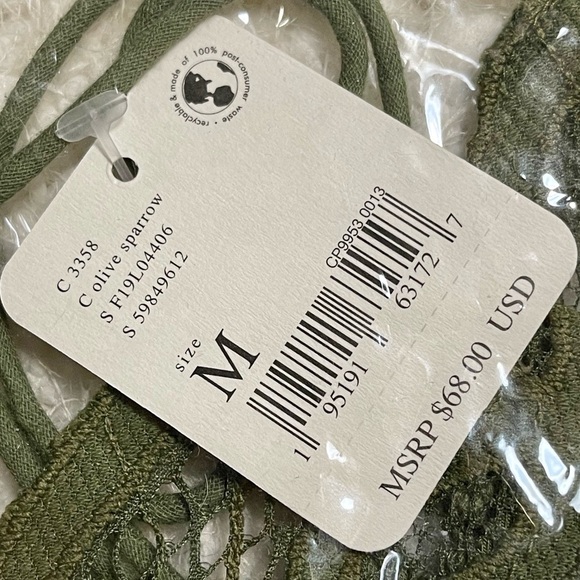 recyclable & made of 100% post-consumer waste •
C 3358
C olive sparrow
S F19L04406
S 59849612
size
M
CP9953 0013
1 95191 63172 7
MSRP $68.00 USD